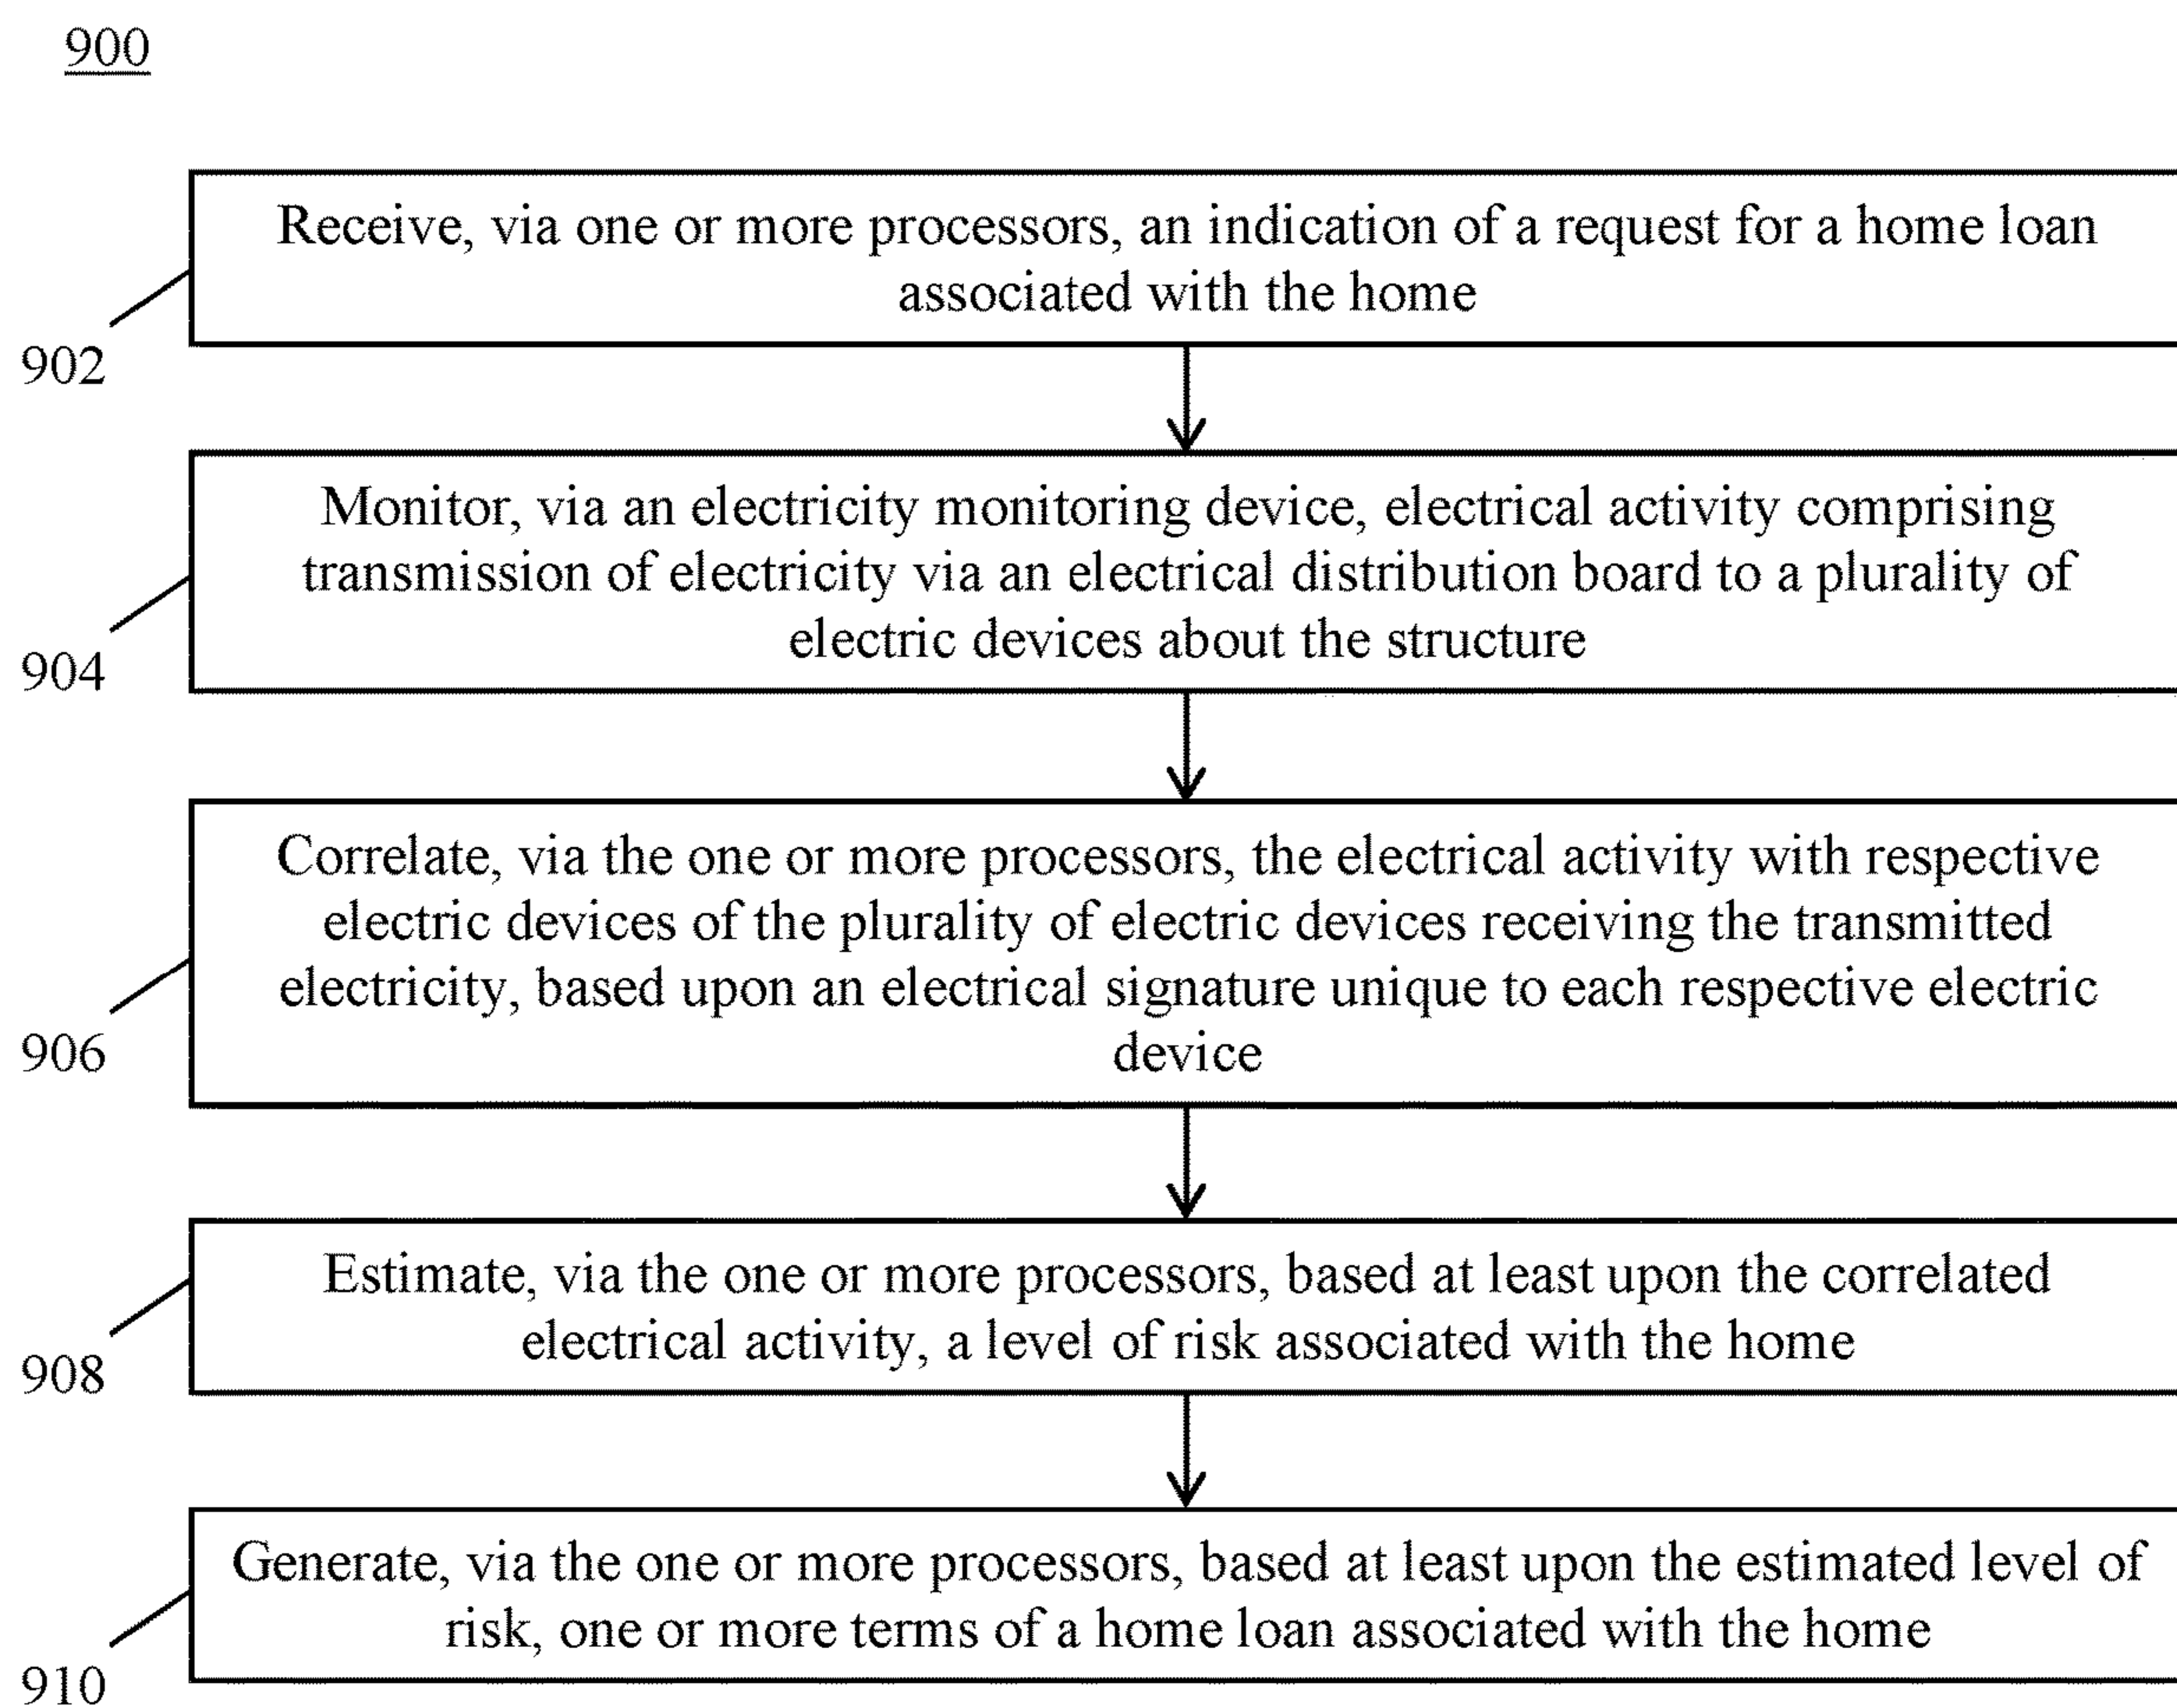 900
Receive, via one or more processors, an indication of a request for a home loan
associated with the home
902
Monitor, via an electricity monitoring device, electrical activity comprising
transmission of electricity via an electrical distribution board to a plurality of
electric devices about the structure
904
Correlate, via the one or more processors, the electrical activity with respective
electric devices of the plurality of electric devices receiving the transmitted
electricity, based upon an electrical signature unique to each respective electric
device
906
Estimate, via the one or more processors, based at least upon the correlated
electrical activity, a level of risk associated with the home
908
Generate, via the one or more processors, based at least upon the estimated level of
risk, one or more terms of a home loan associated with the home
910